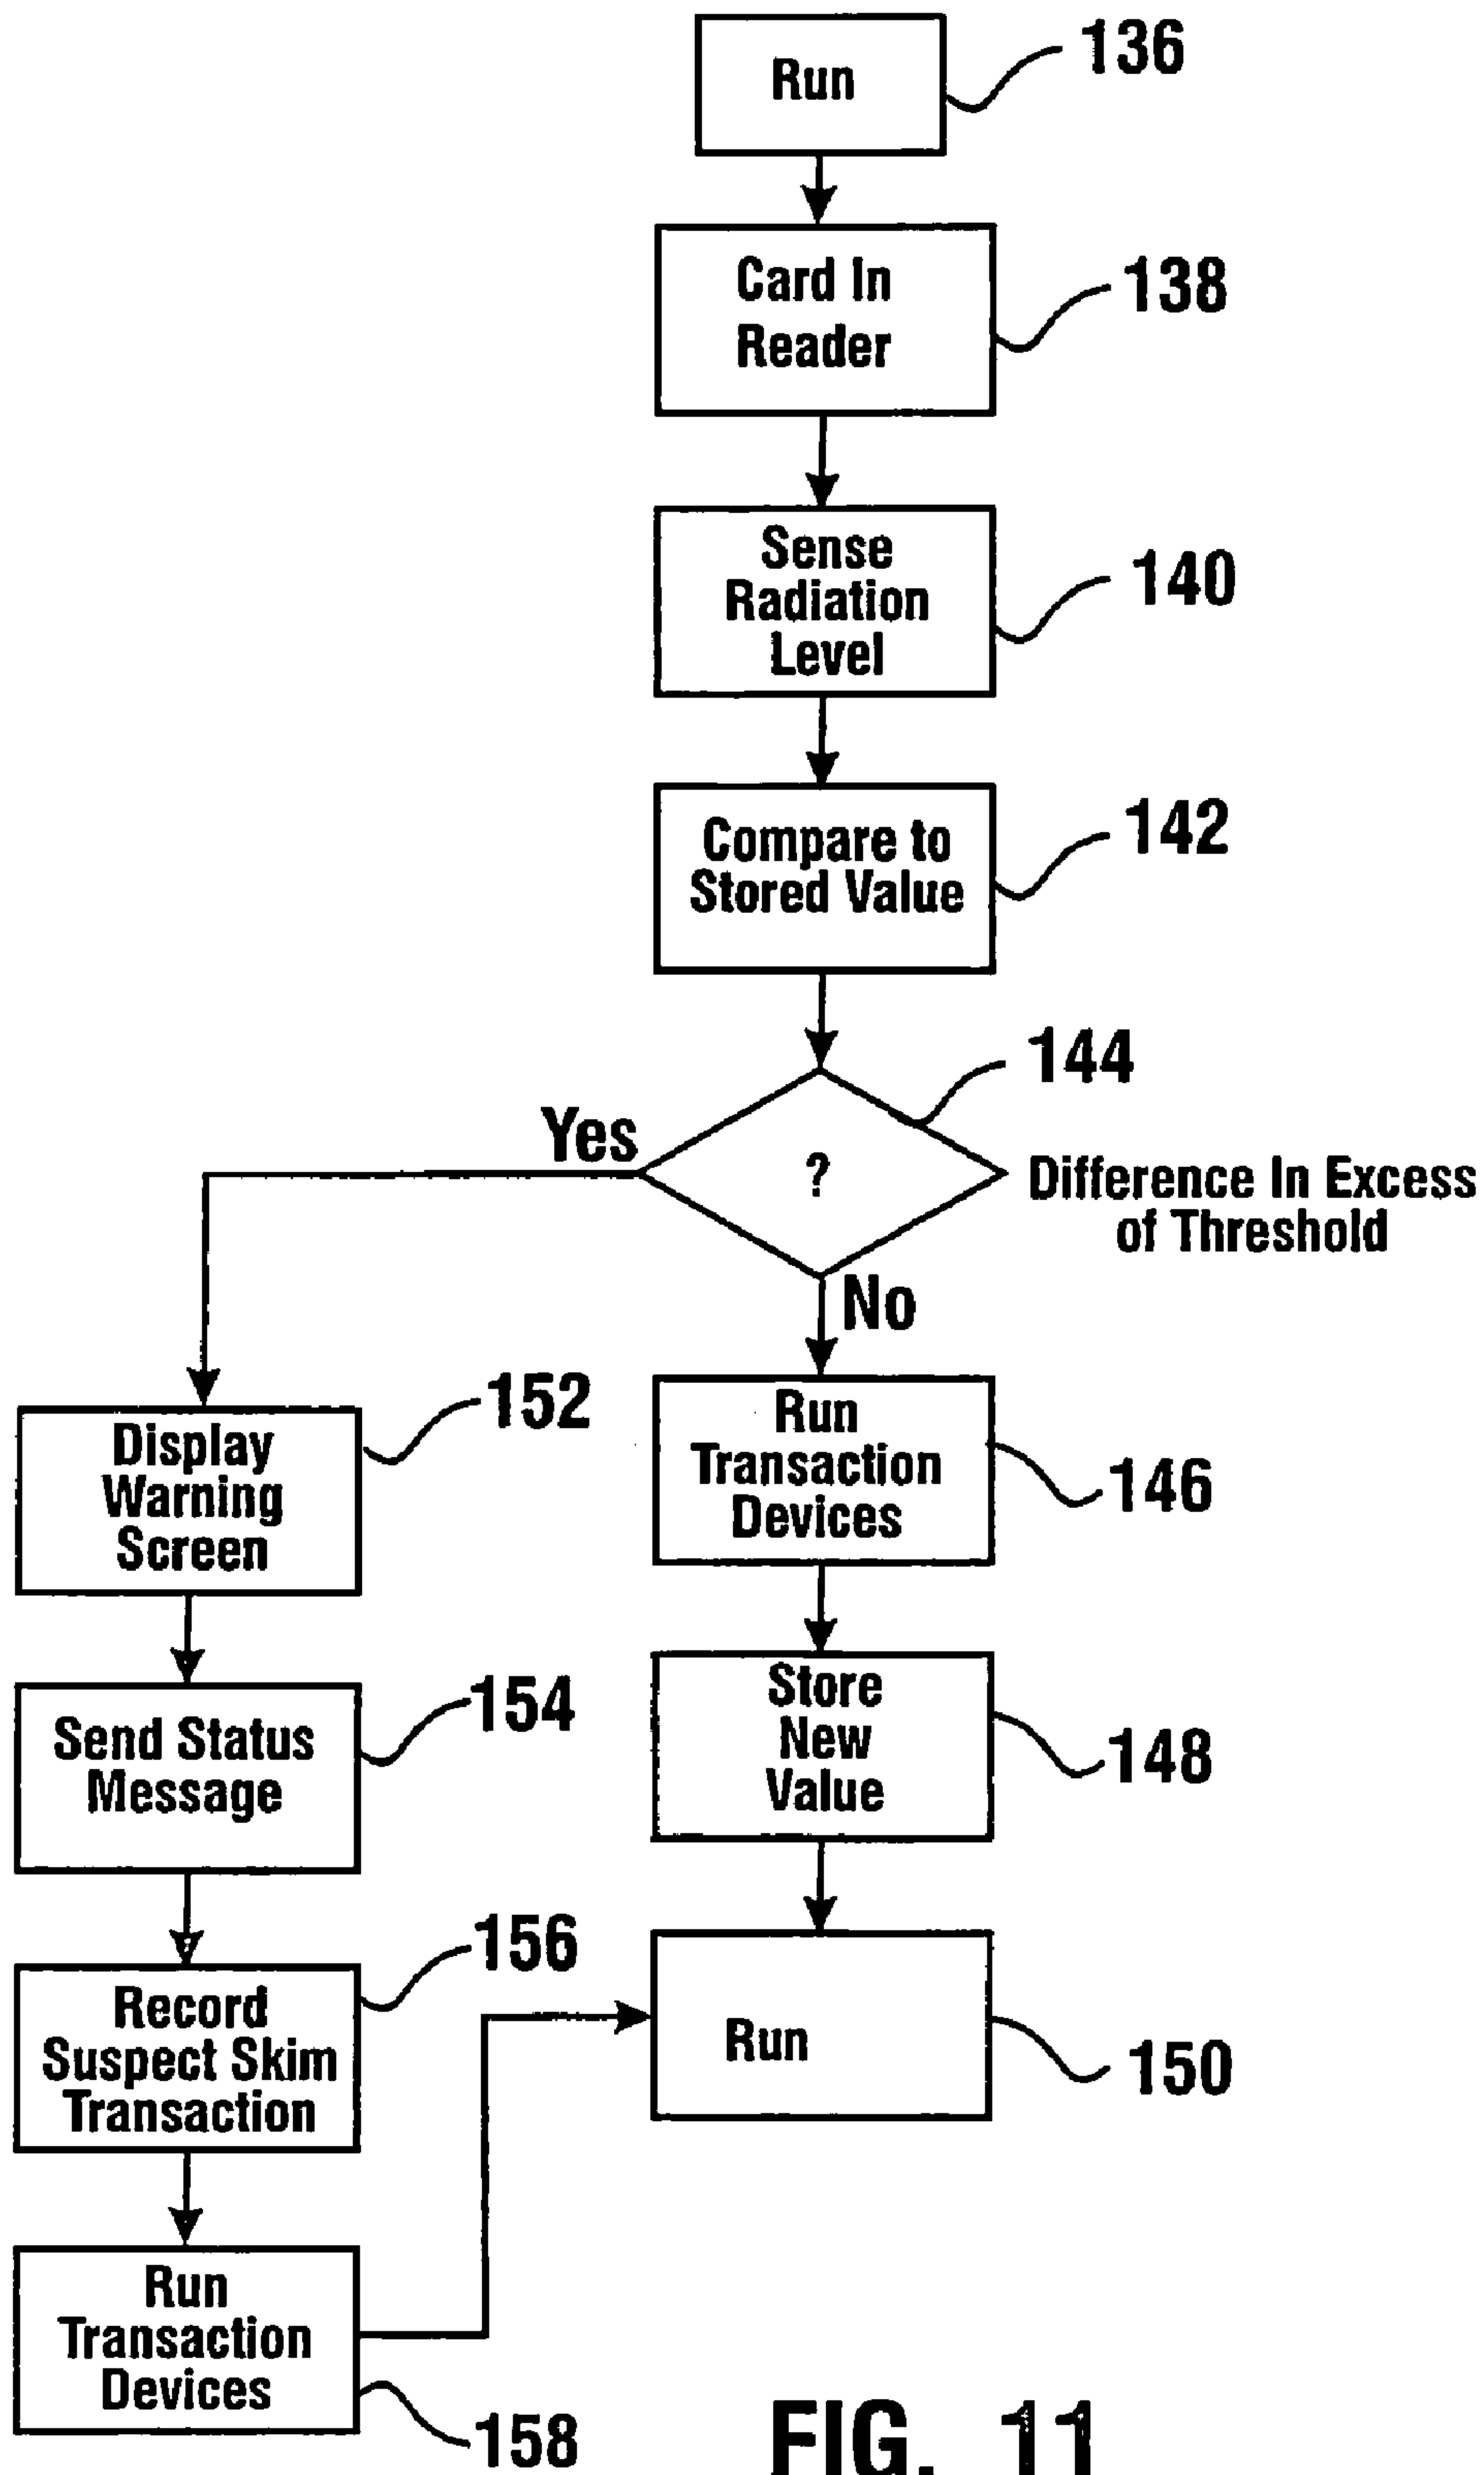 Run
136
Card In
Reader
138
Sense
Radiation
Level
140
Compare to
Stored Value
142
144
Yes
?
Difference In Excess
of Threshold
No
Display
Warning
Screen
152
Run
Transaction
Devices
146
Send Status
Message
154
Store
New
Value
148
Record
Suspect Skim
Transaction
156
Run
150
Run
Transaction
Devices
158
FIG. 11